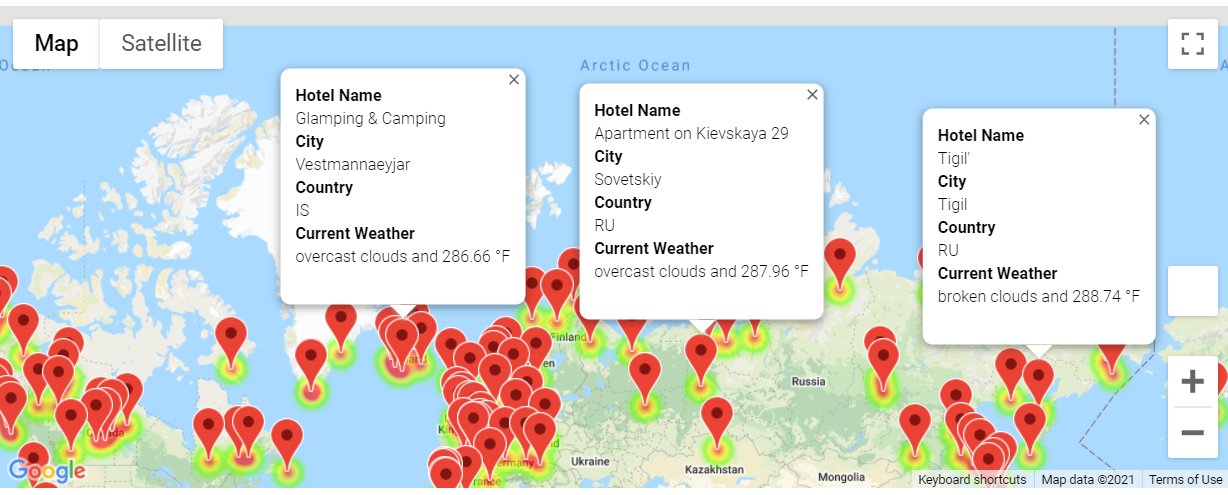 Map
Satellite
Arctic Ocean
Hotel Name
Glamping & Camping
City
Vestmannaeyjar
Country
IS
Current Weather
overcast clouds and 286.66 °F
Hotel Name
Apartment on Kievskaya 29
City
Sovetskiy
Country
RU
Current Weather
overcast clouds and 287.96 °F
Hotel Name
Tigil'
City
Tigil
Country
RU
Current Weather
broken clouds and 288.74 °F
Finland
Russia
Ukraine
Kazakhstan
Mongolia
Google
Keyboard shortcuts
Map data ©2021
Terms of Use